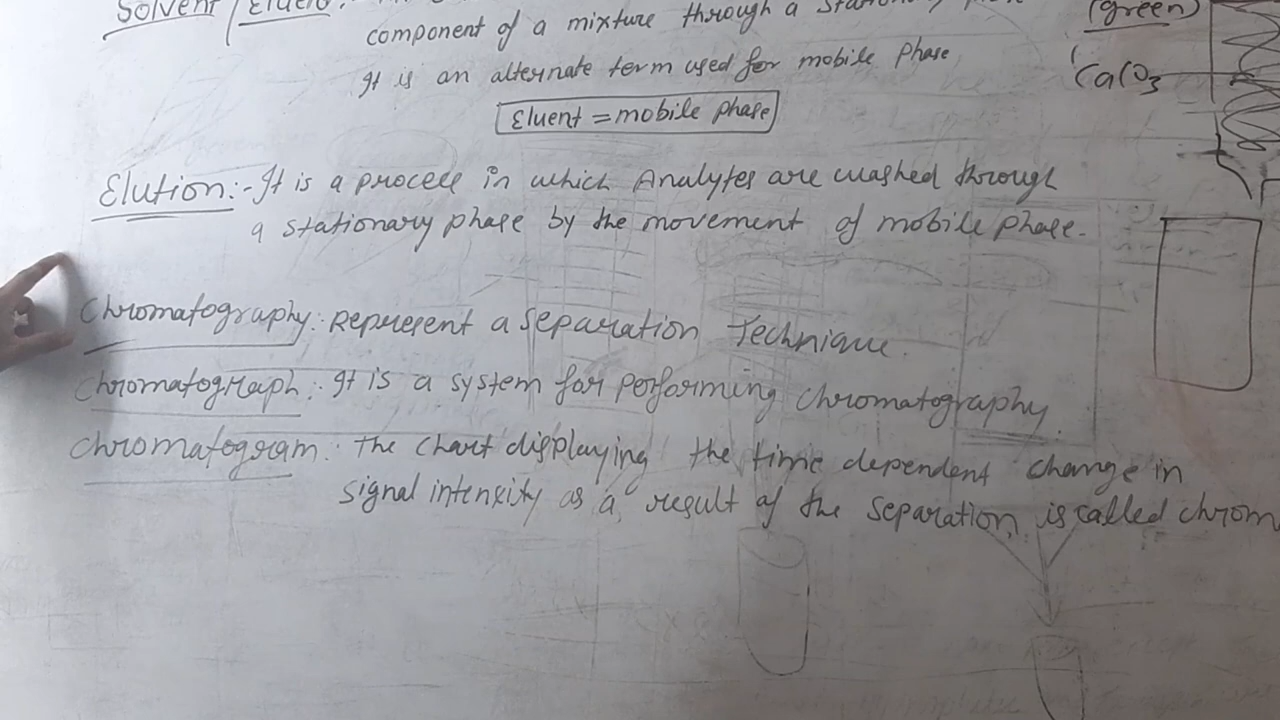 Solvent / Eluent:
component of a mixture through a
(green)
It is an alternate term used for mobile phase
CaCO3
Eluent = mobile phase
Elution:- It is a process in which Analytes are washed through
a stationary phase by the movement of mobile phase.
Chromatography: Represent a separation Technique.
Chromatograph: It is a system for performing chromatography.
Chromatogram: The chart displaying the time dependent change in
signal intensity as a result of the separation, is called chrom